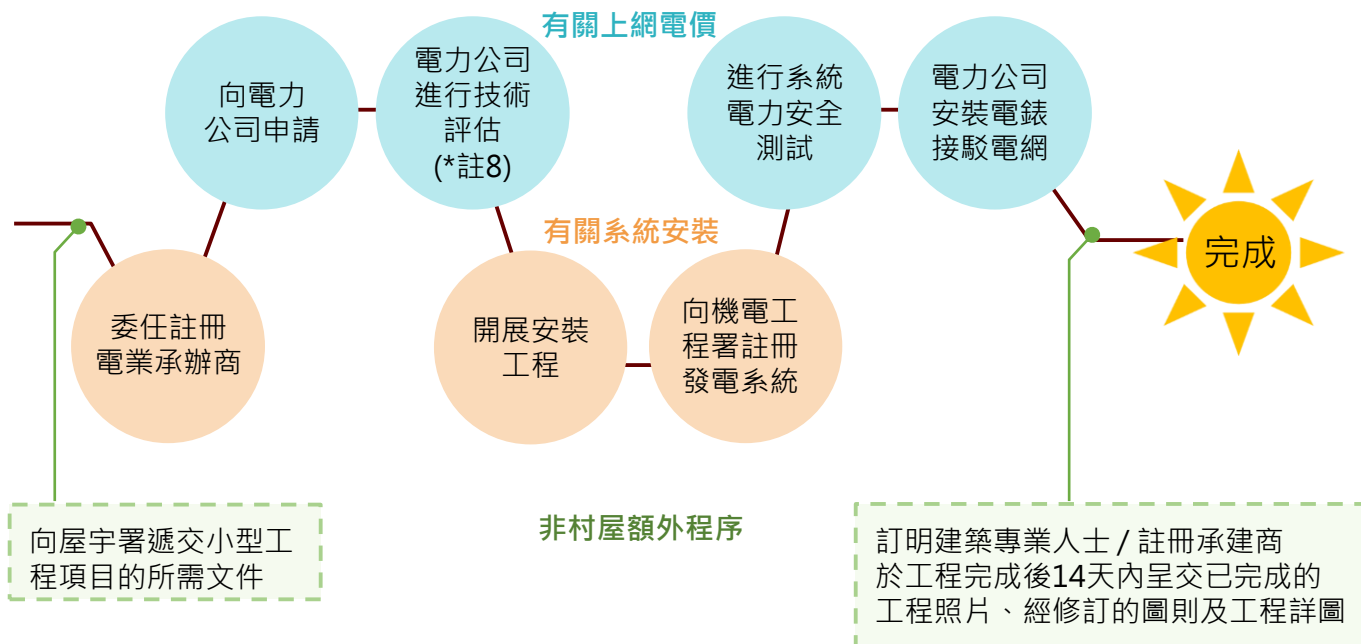 有關上網電價
向電力
公司申請
電力公司
進行技術
評估
(*註8)
進行系統
電力安全
測試
電力公司
安裝電錶
接駁電網
有關系統安裝
委任註冊
電業承辦商
開展安裝
工程
向機電工
程署註冊
發電系統
完成
非村屋額外程序
向屋宇署遞交小型工
程項目的所需文件
訂明建築專業人士 / 註冊承建商
於工程完成後14天內呈交已完成的
工程照片、經修訂的圖則及工程詳圖